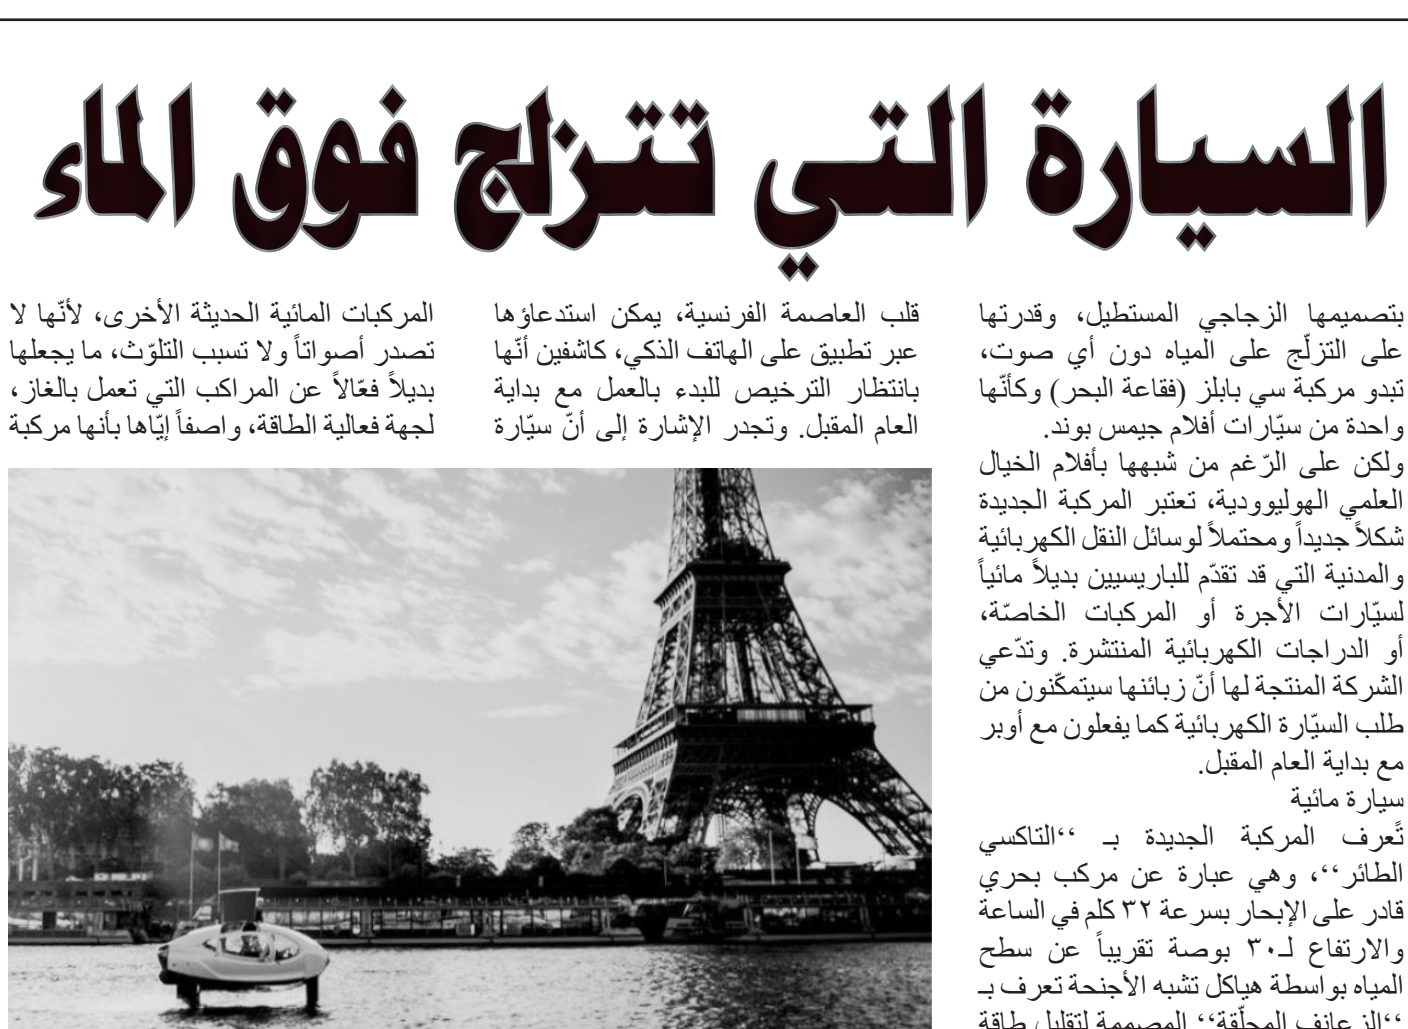 السيارة التي تتزلج فوق الماء
بتصميمها الزجاجي المستطيل، وقدرتها
على التزلّج على المياه دون أي صوت،
تبدو مركبة سي بابلز (فقاعة البحر) وكأنّها
واحدة من سيّارات أفلام جيمس بوند.
ولكن على الرّغم من شبهها بأفلام الخيال
العلمي الهوليوودية، تعتبر المركبة الجديدة
شكلاً جديداً ومحتملاً لوسائل النقل الكهربائية
والمدنية التي قد تقدّم للباريسيين بديلاً مائياً
لسيّارات الأجرة أو المركبات الخاصّة،
أو الدراجات الكهربائية المنتشرة. وتدّعي
الشركة المنتجة لها أنّ زبائنها سيتمكّنون من
طلب السيّارة الكهربائية كما يفعلون مع أوبر
مع بداية العام المقبل.
سيارة مائية
تُعرف المركبة الجديدة بـ ‘‘التاكسي
الطائر’’، وهي عبارة عن مركب بحري
قادر على الإبحار بسرعة ٣٢ كلم في الساعة
والارتفاع لـ٣٠ بوصة تقريباً عن سطح
المياه بواسطة هياكل تشبه الأجنحة تعرف بـ
‘‘الزعانف المحلّقة’’ المصممة لتقليل طاقة
قلب العاصمة الفرنسية، يمكن استدعاؤها
عبر تطبيق على الهاتف الذكي، كاشفين أنّها
بانتظار الترخيص للبدء بالعمل مع بداية
العام المقبل. وتجدر الإشارة إلى أنّ سيّارة
المركبات المائية الحديثة الأخرى، لأنّها لا
تصدر أصواتاً ولا تسبب التلوّث، ما يجعلها
بديلاً فعّالاً عن المراكب التي تعمل بالغاز،
لجهة فعالية الطاقة، واصفاً إيّاها بأنها مركبة